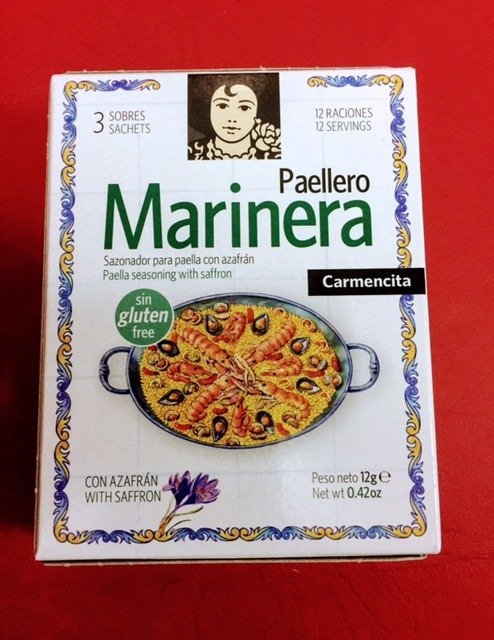 3 SOBRES
SACHETS
12 RACIONES
12 SERVINGS
Paellero
Marinera
Sazonador para paella con azafrán
Paella seasoning with saffron
Carmencita
sin
gluten
free
CON AZAFRÁN
WITH SAFFRON
Peso neto 12g e
Net wt 0.42oz